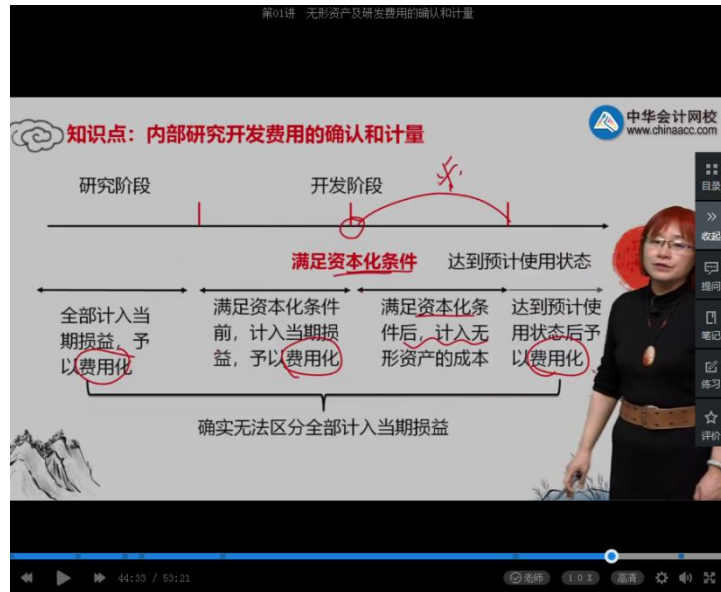 第01讲 无形资产及研发费用的确认和计量
中华会计网校
www.chinaacc.com
知识点：内部研究开发费用的确认和计量
研究阶段
开发阶段
满足资本化条件
达到预计使用状态
全部计入当
期损益，予
以费用化
满足资本化条件
前，计入当期损
益，予以费用化
满足资本化条
件后，计入无
形资产的成本
达到预计使
用状态后予
以费用化
确实无法区分全部计入当期损益
目录
收起
提问
笔记
练习
评价
44:33 / 53:21
老师
1.0 X
高清